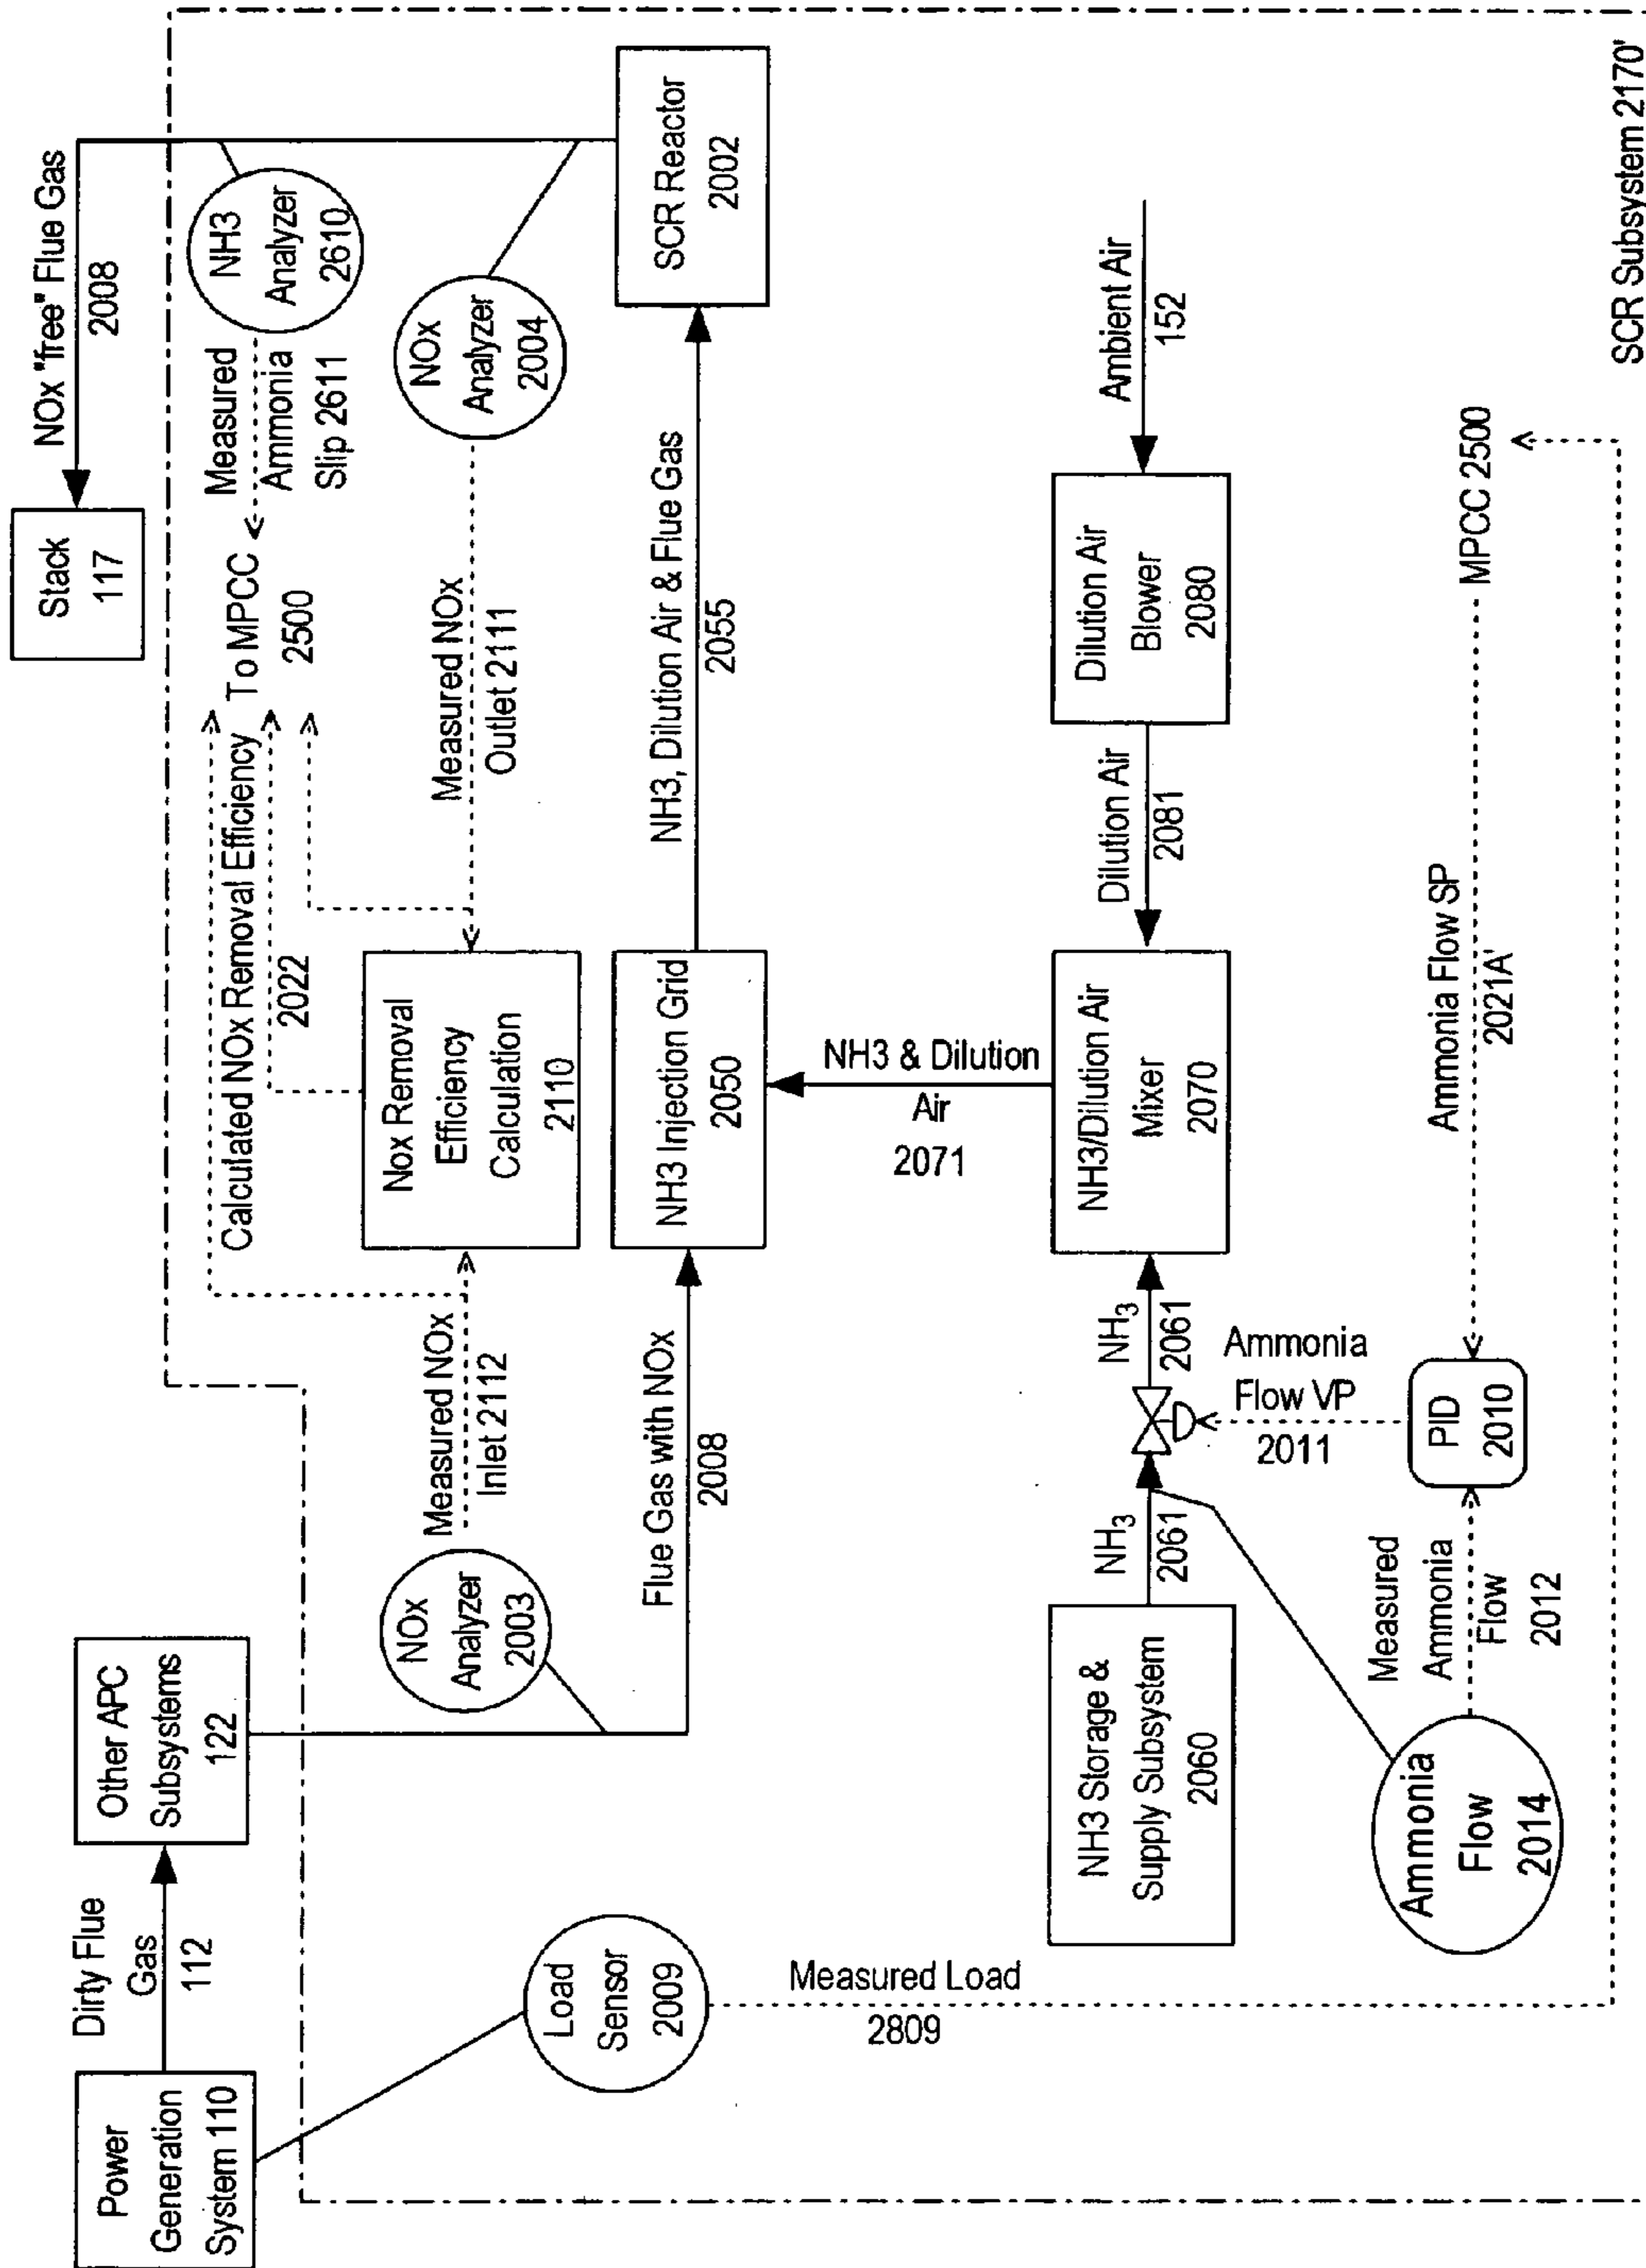 Power
Generation
System 110
Dirty Flue
Gas
112
Other APC
Subsystems
122
Stack
117
NOx "free" Flue Gas
2008
Load
Sensor
2009
Measured Load
2809
NOx
Analyzer
2003
Measured NOx
Inlet 2112
Calculated NOx Removal Efficiency
2022
To MPCC
2500
Measured
Ammonia
Slip 2611
NH3
Analyzer
2610
Nox Removal
Efficiency
Calculation
2110
Measured NOx
Outlet 2111
NOx
Analyzer
2004
Flue Gas with NOx
2008
NH3 Injection Grid
2050
NH3, Dilution Air & Flue Gas
2055
SCR Reactor
2002
NH3 & Dilution
Air
2071
NH3 Storage &
Supply Subsystem
2060
NH₃
2061
NH₃
2061
NH3/Dilution Air
Mixer
2070
Dilution Air
2081
Dilution Air
Blower
2080
Ambient Air
152
Ammonia
Flow VP
2011
Ammonia
Flow
2014
Measured
Ammonia
Flow
2012
PID
2010
Ammonia Flow SP
2021A'
MPCC 2500
SCR Subsystem 2170'